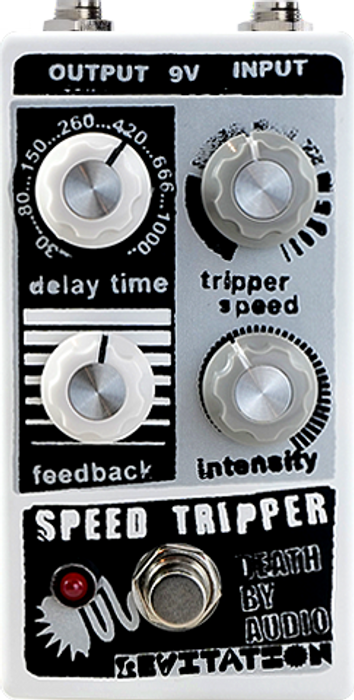 OUTPUT 9V INPUT
30...80...150...260...420...666...1000..
delay time
tripper
speed
feedback
intensity
SPEED TRIPPER
DEATH
BY
AUDIO